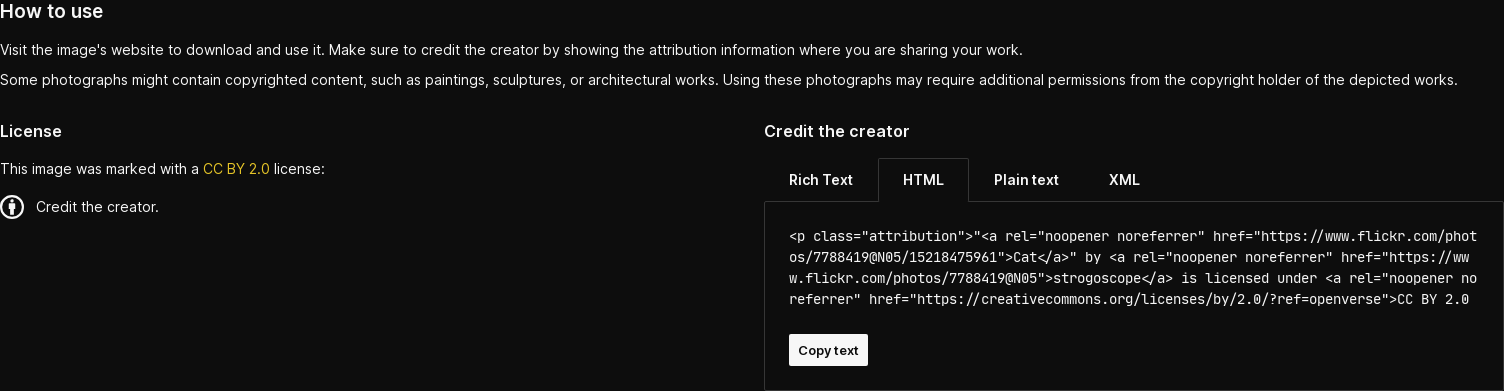 How to use
Visit the image's website to download and use it. Make sure to credit the creator by showing the attribution information where you are sharing your work.
Some photographs might contain copyrighted content, such as paintings, sculptures, or architectural works. Using these photographs may require additional permissions from the copyright holder of the depicted works.
License
This image was marked with a CC BY 2.0 license:
Credit the creator.
Credit the creator
Rich Text HTML Plain text XML
<p class="attribution">"<a rel="noopener noreferrer" href="https://www.flickr.com/phot
os/7788419@N05/15218475961">Cat</a>" by <a rel="noopener noreferrer" href="https://ww
w.flickr.com/photos/7788419@N05">strogoscope</a> is licensed under <a rel="noopener no
referrer" href="https://creativecommons.org/licenses/by/2.0/?ref=openverse">CC BY 2.0
Copy text